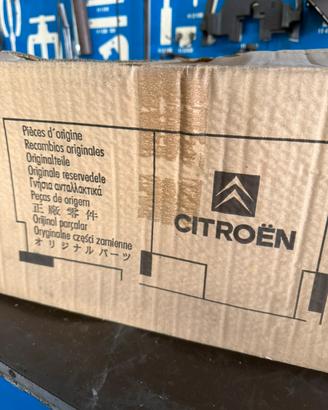 Pièces d'origine
Recambios originales
Originalteile
Originale reservedele
Γνήσια ανταλλακτικά
Peças de origem
正廠零件
Orijinal parçalar
Oryginalne części zamienne
オリジナルパーツ
CITROËN